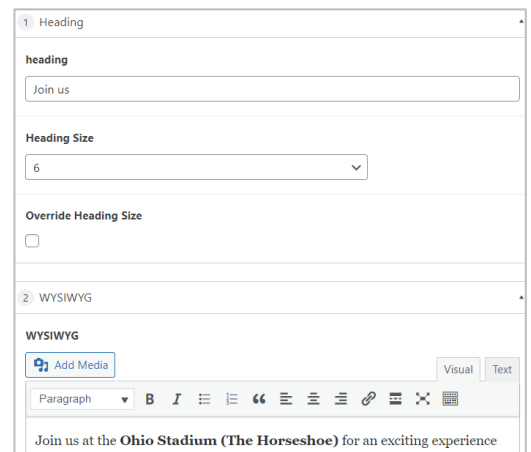 1 Heading
heading
Join us
Heading Size
6
Override Heading Size
2 WYSIWYG
WYSIWYG
Add Media
Visual Text
Paragraph B I
Join us at the Ohio Stadium (The Horseshoe) for an exciting experience